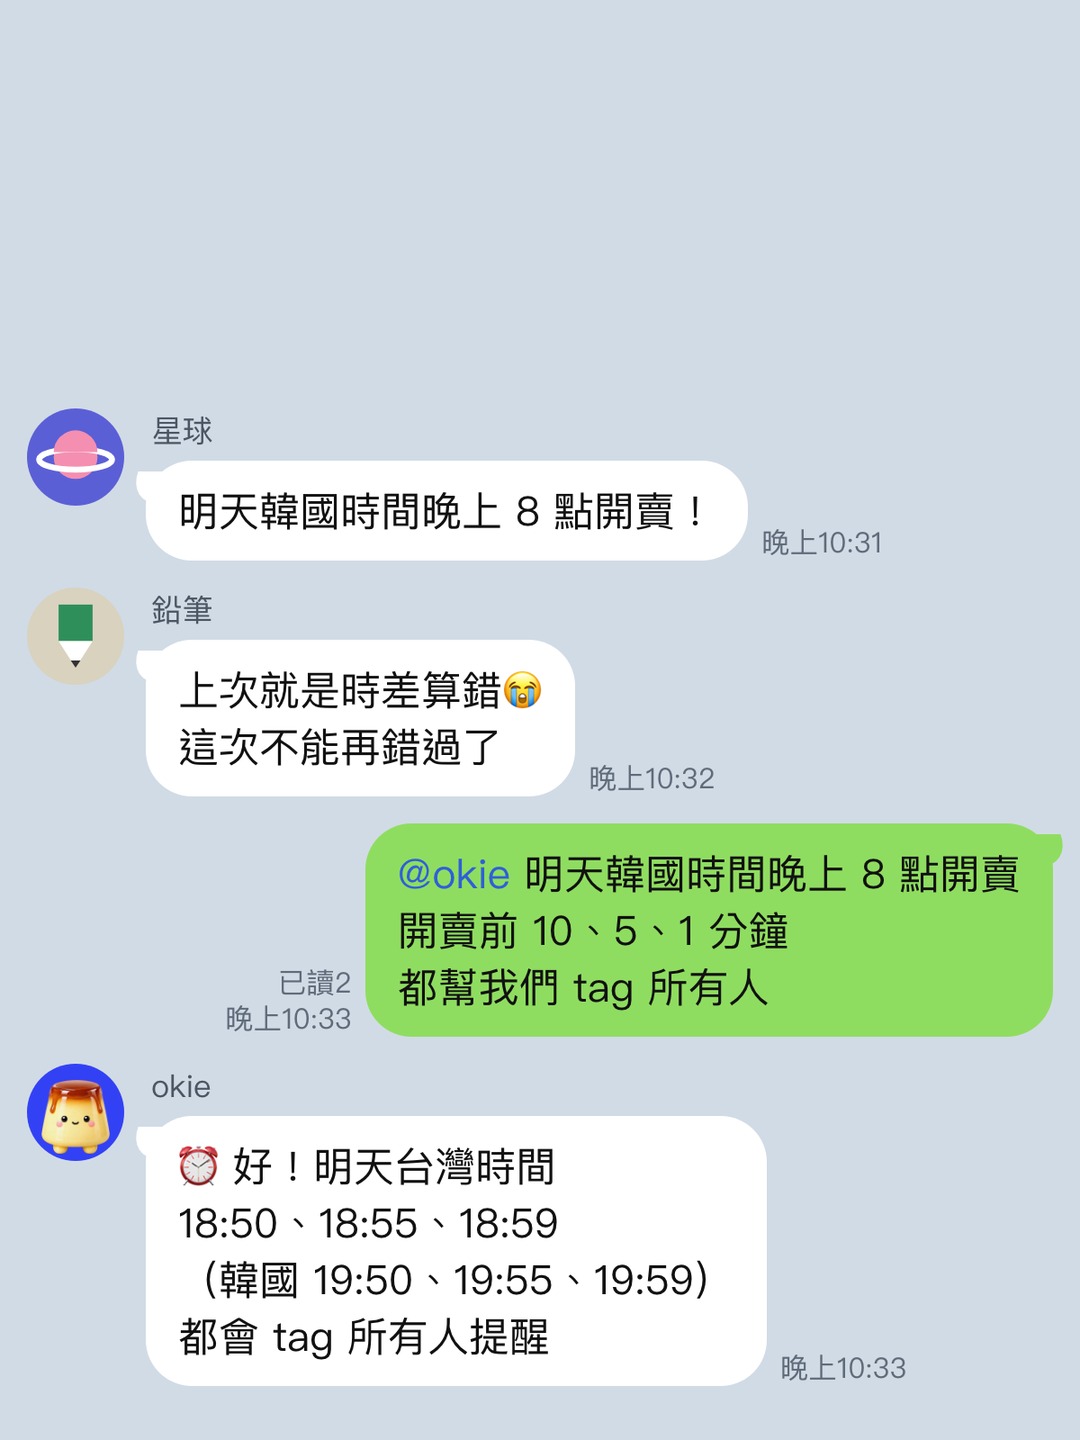 星球
明天韓國時間晚上 8 點開賣！
晚上10:31
鉛筆
上次就是時差算錯😭
這次不能再錯過了
晚上10:32
@okie 明天韓國時間晚上 8 點開賣
開賣前 10、5、1 分鐘
都幫我們 tag 所有人
已讀2
晚上10:33
okie
⏰ 好！明天台灣時間
18:50、18:55、18:59
（韓國 19:50、19:55、19:59）
都會 tag 所有人提醒
晚上10:33